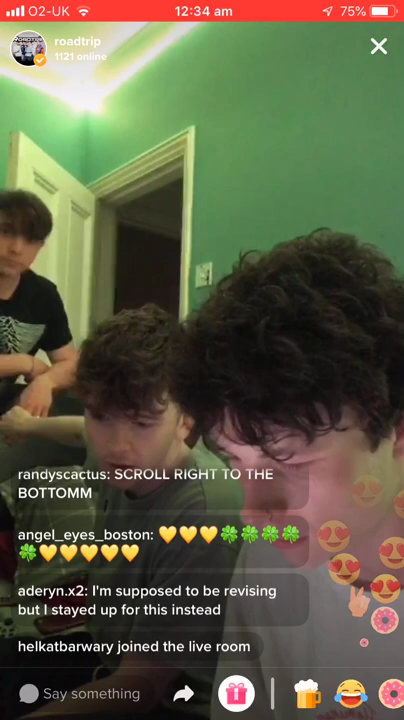 O2-UK 12:34 am 75%
roadtrip
1121 online
randyscactus: SCROLL RIGHT TO THE
BOTTOMM
angel_eyes_boston: 💛💛💛🍀🍀🍀🍀
🍀💛💛💛💛💛
aderyn.x2: I'm supposed to be revising
but I stayed up for this instead
helkatbarwary joined the live room
Say something